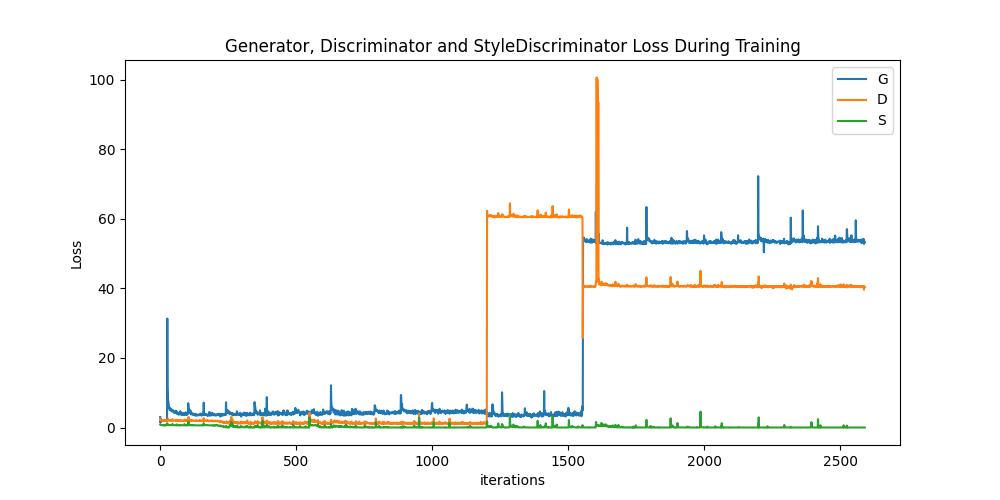 Generator, Discriminator and StyleDiscriminator Loss During Training
G
D
S
100
80
60
40
20
0
Loss
0 500 1000 1500 2000 2500
iterations